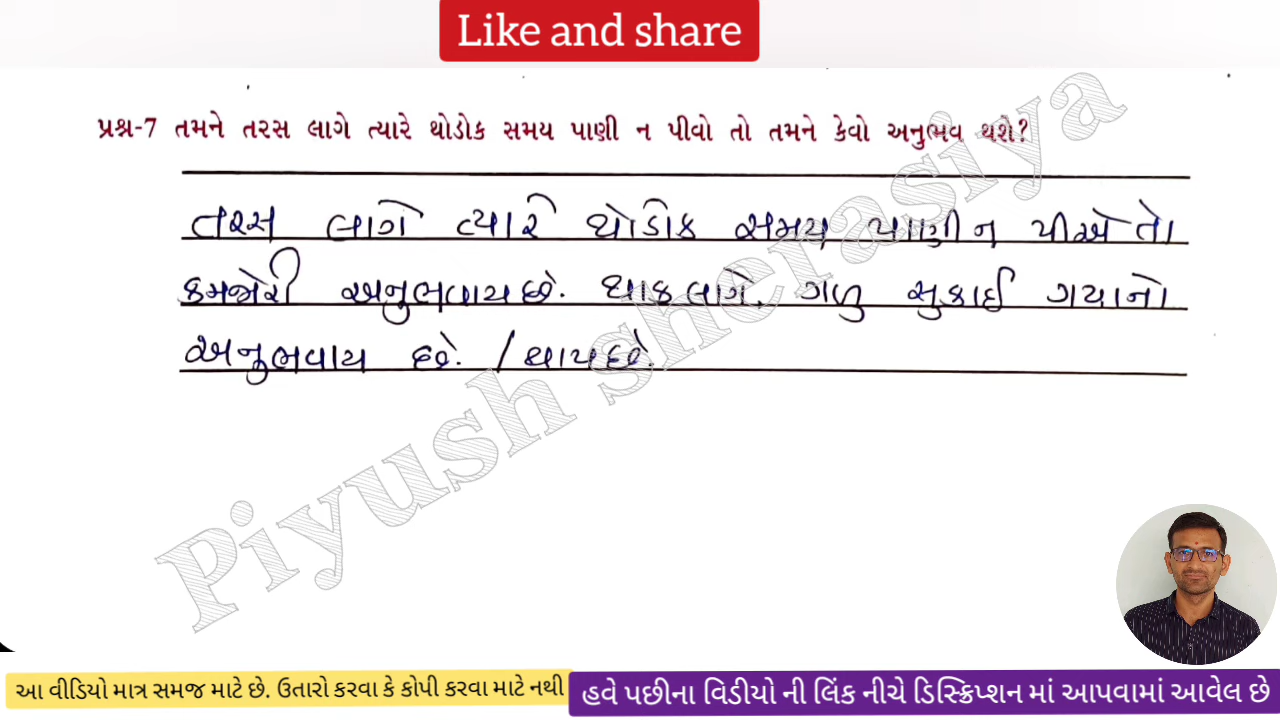 Like and share
પ્રશ્ન-7 તમને તરસ લાગે ત્યારે થોડોક સમય પાણી ન પીવો તો તમને કેવો અનુભવ થશે?
તરસ લાગે ત્યારે થોડોક સમય પાણી ન પીએ તો
કમજોરી અનુભવાય છે. થાક લાગે, ગળુ સુકાઈ ગયાનો
અનુભવાય છે. / થાય છે.
Piyush sherasiya
આ વીડિયો માત્ર સમજ માટે છે. ઉતારો કરવા કે કોપી કરવા માટે નથી
હવે પછીના વિડીયો ની લિંક નીચે ડિસ્ક્રિપ્શન માં આપવામાં આવેલ છે